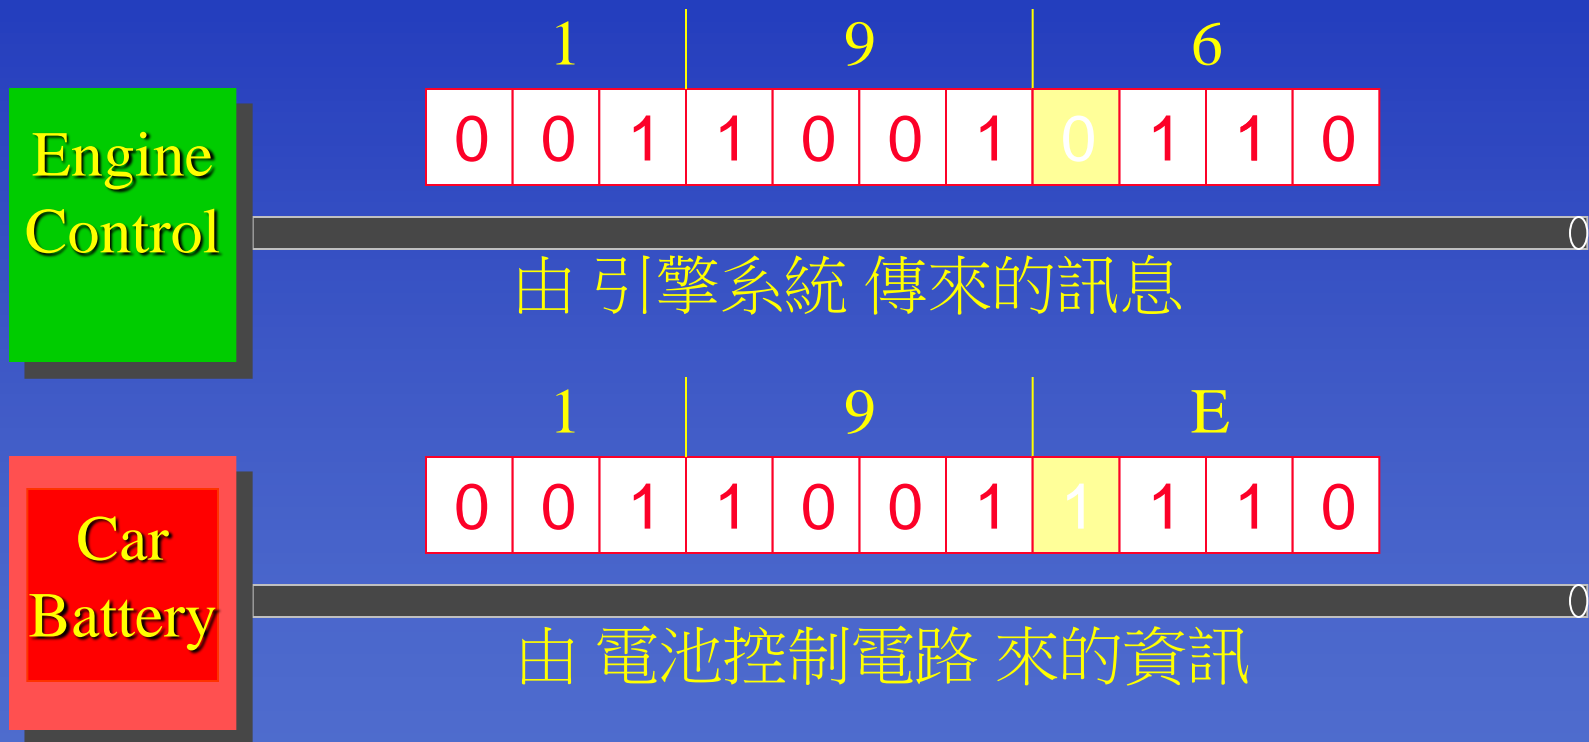 1 9 6
0 0 1 1 0 0 1 0 1 1 0
Engine
Control
由 引擎系統 傳來的訊息
1 9 E
0 0 1 1 0 0 1 1 1 1 0
Car
Battery
由 電池控制電路 來的資訊